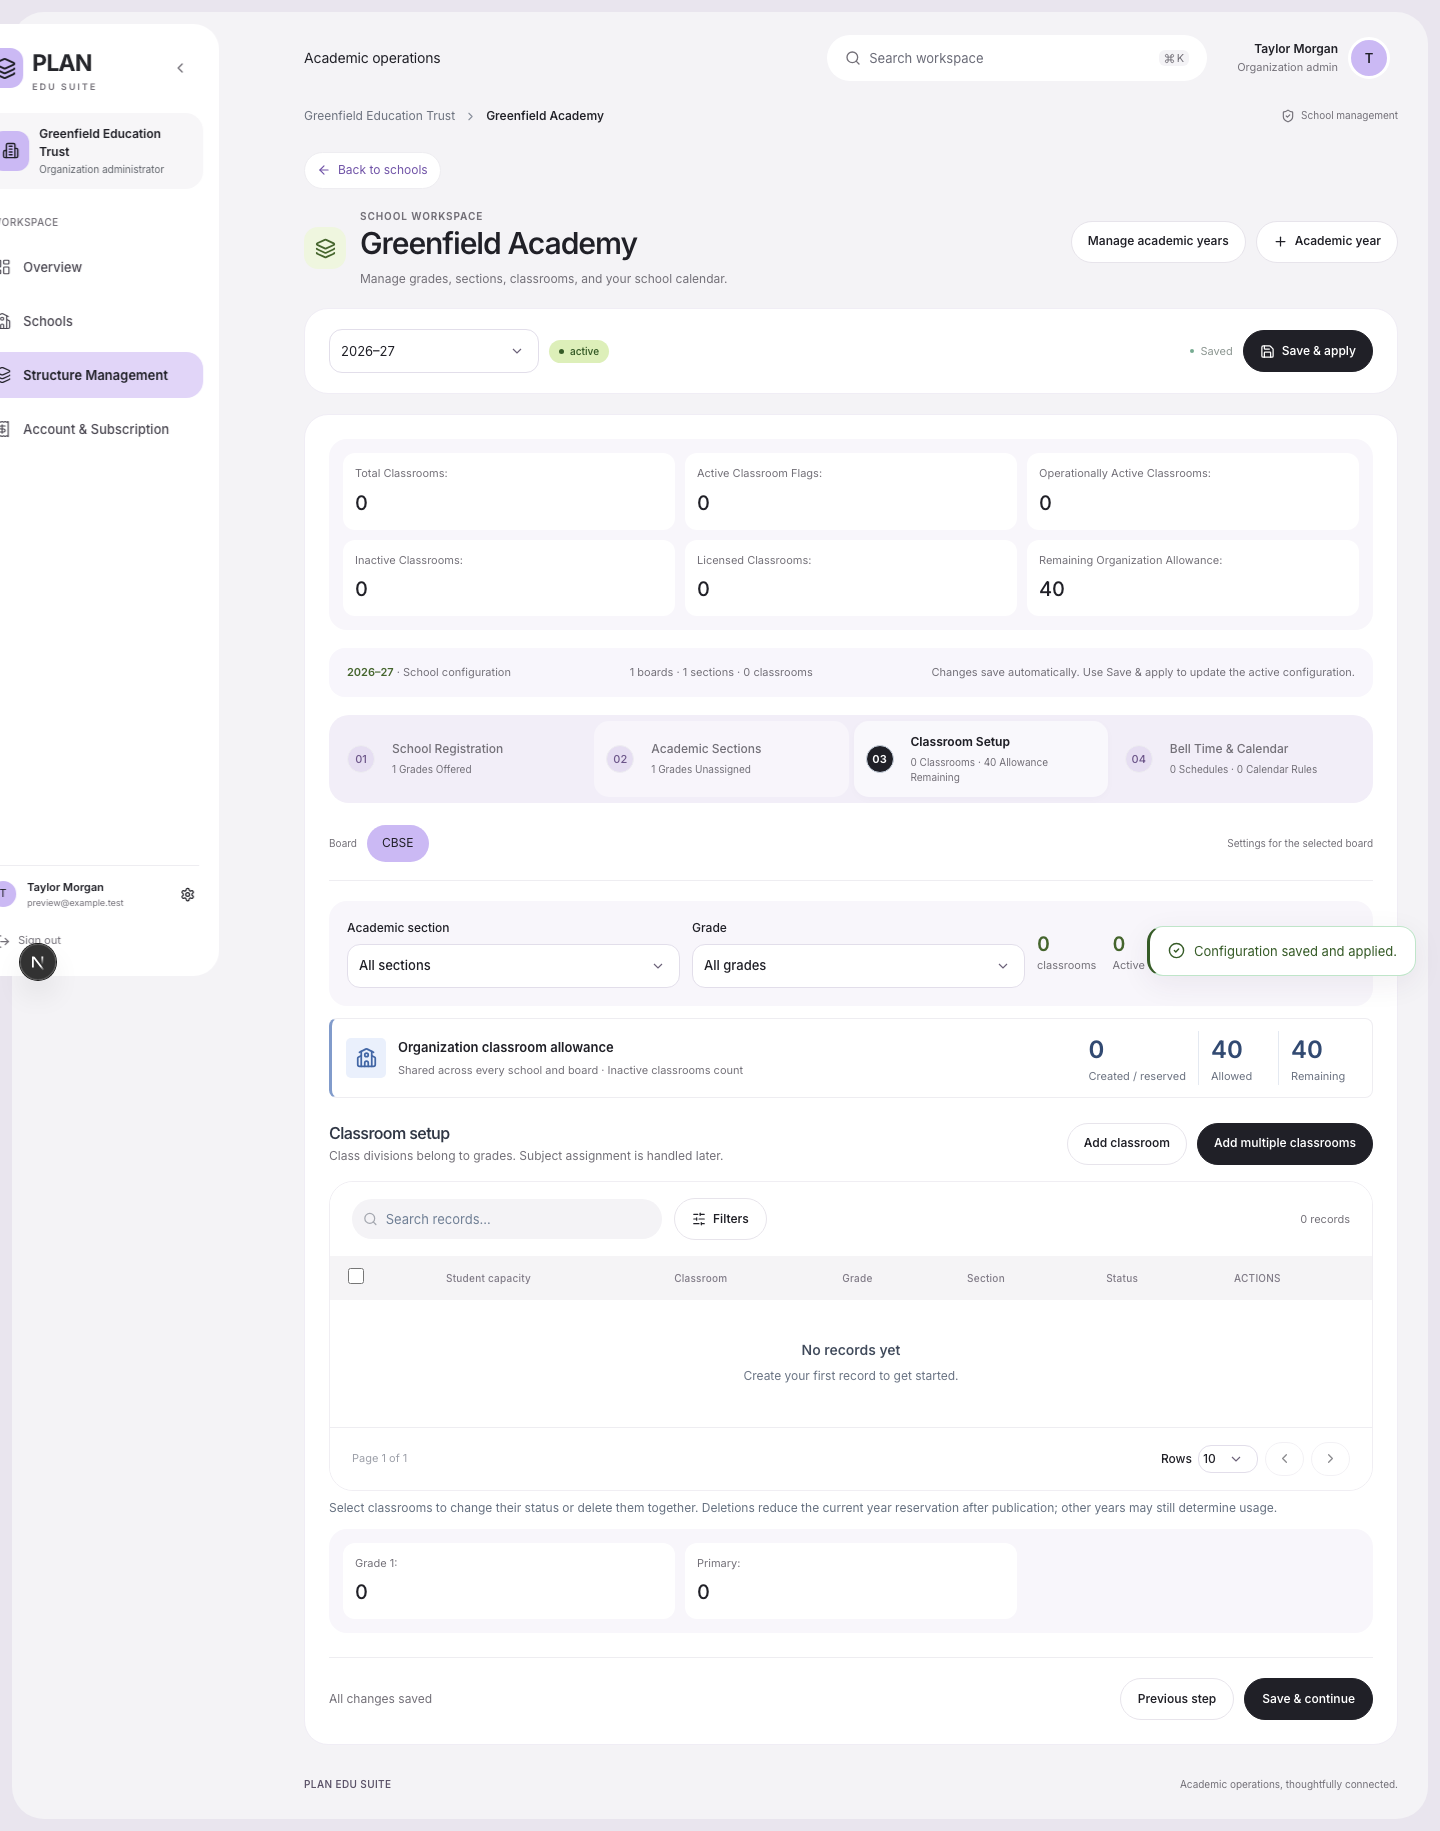 PLAN
EDU SUITE
Greenfield Education
Trust
Organization administrator
WORKSPACE
Overview
Schools
Structure Management
Account & Subscription
Taylor Morgan
preview@example.test
Sign out
N
T
Academic operations
Search workspace
⌘K
Taylor Morgan
Organization admin
T
Greenfield Education Trust
Greenfield Academy
School management
Back to schools
SCHOOL WORKSPACE
Greenfield Academy
Manage grades, sections, classrooms, and your school calendar.
Manage academic years
Academic year
2026–27
active
Saved
Save & apply
Total Classrooms:
0
Active Classroom Flags:
0
Operationally Active Classrooms:
0
Inactive Classrooms:
0
Licensed Classrooms:
0
Remaining Organization Allowance:
40
2026–27 · School configuration
1 boards · 1 sections · 0 classrooms
Changes save automatically. Use Save & apply to update the active configuration.
01
School Registration
1 Grades Offered
02
Academic Sections
1 Grades Unassigned
03
Classroom Setup
0 Classrooms · 40 Allowance
Remaining
04
Bell Time & Calendar
0 Schedules · 0 Calendar Rules
Board
CBSE
Settings for the selected board
Academic section
All sections
Grade
All grades
0
classrooms
0
Active
Configuration saved and applied.
Organization classroom allowance
Shared across every school and board · Inactive classrooms count
0
Created / reserved
40
Allowed
40
Remaining
Classroom setup
Class divisions belong to grades. Subject assignment is handled later.
Add classroom
Add multiple classrooms
Search records...
Filters
0 records
Student capacity
Classroom
Grade
Section
Status
ACTIONS
No records yet
Create your first record to get started.
Page 1 of 1
Rows
10
Select classrooms to change their status or delete them together. Deletions reduce the current year reservation after publication; other years may still determine usage.
Grade 1:
0
Primary:
0
All changes saved
Previous step
Save & continue
PLAN EDU SUITE
Academic operations, thoughtfully connected.